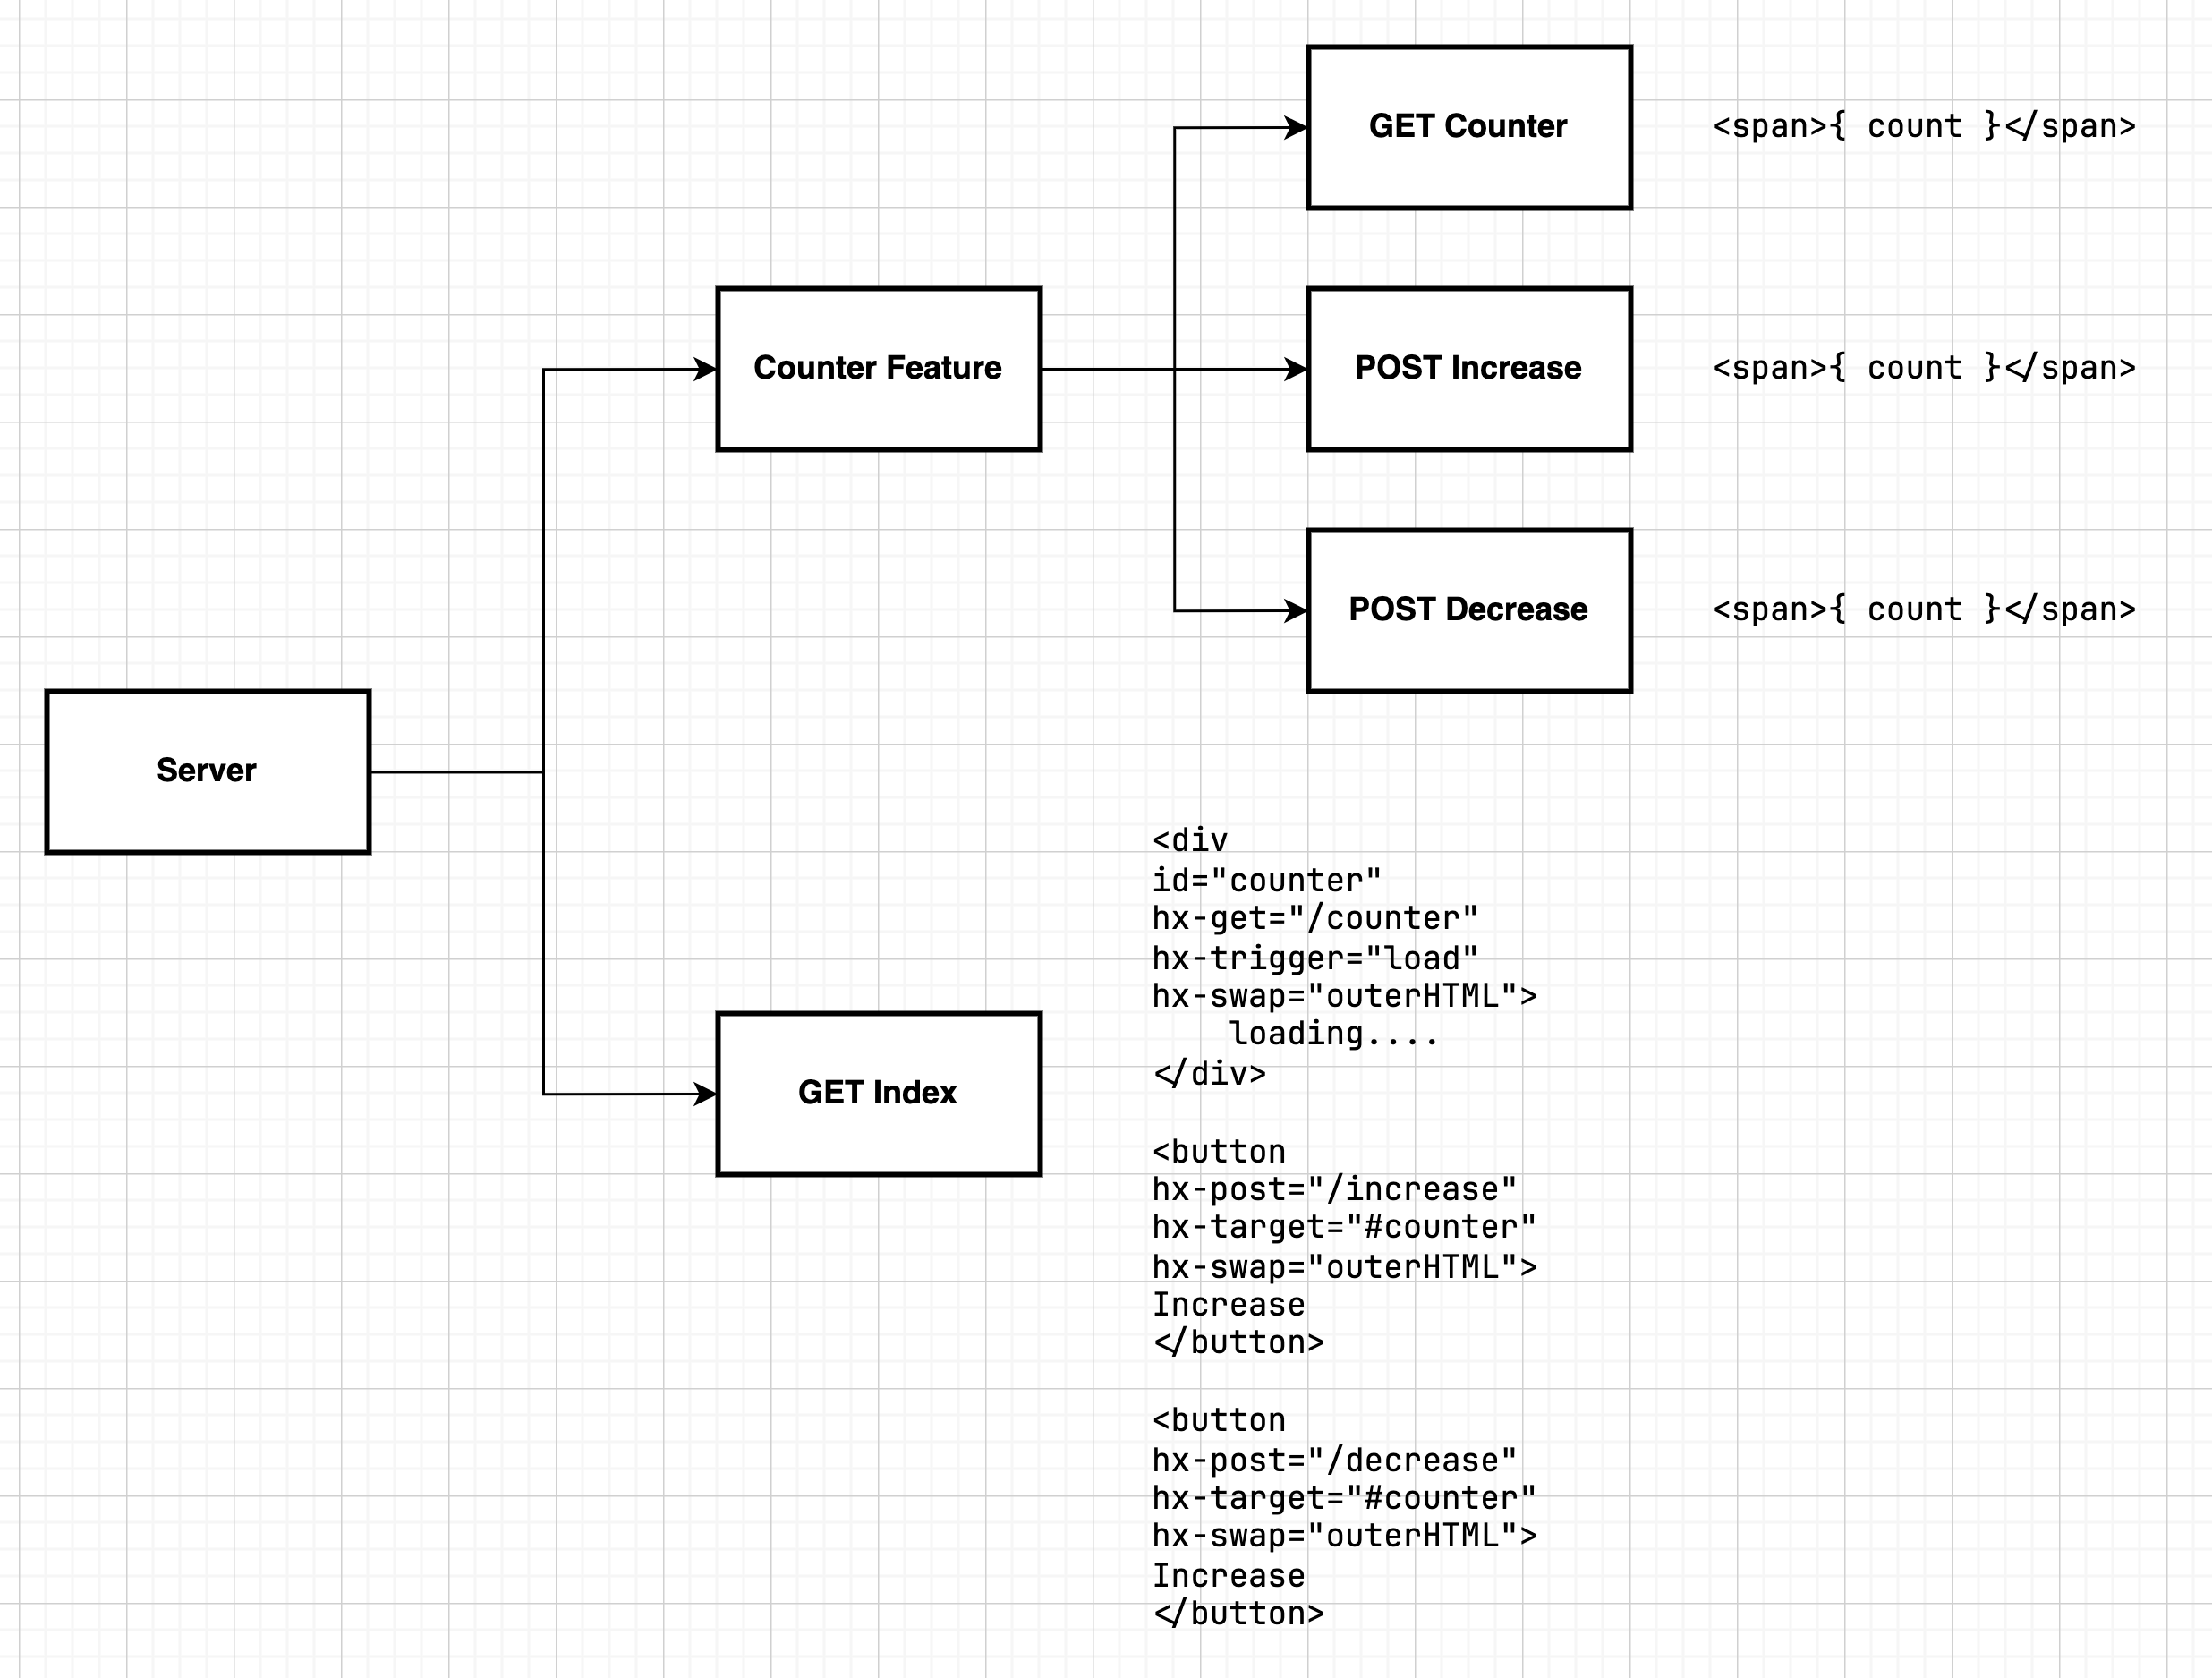 GET Counter
<span>{ count }</span>
Counter Feature
POST Increase
<span>{ count }</span>
POST Decrease
<span>{ count }</span>
Server
GET Index
<div
id="counter"
hx-get="/counter"
hx-trigger="load"
hx-swap="outerHTML">
    loading....
</div>
<button
hx-post="/increase"
hx-target="#counter"
hx-swap="outerHTML">
Increase
</button>
<button
hx-post="/decrease"
hx-target="#counter"
hx-swap="outerHTML">
Increase
</button>